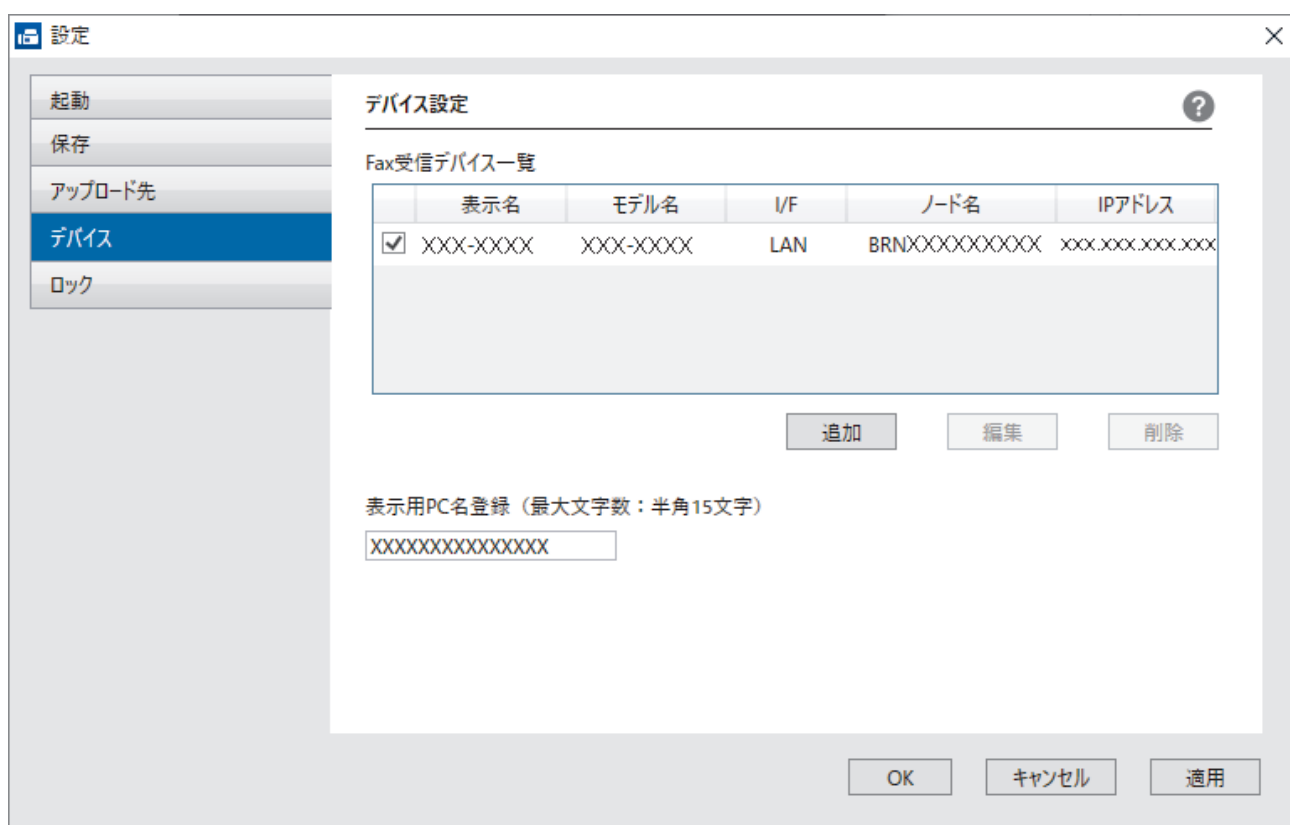 設定
起動
保存
アップロード先
デバイス
ロック
デバイス設定
?
Fax受信デバイス一覧
表示名 モデル名 I/F ノード名 IPアドレス
XXX-XXXX XXX-XXXX LAN BRNXXXXXXXXX XXX.XXX.XXX.XXX
追加 編集 削除
表示用PC名登録（最大文字数：半角15文字）
XXXXXXXXXXXXXXX
OK キャンセル 適用